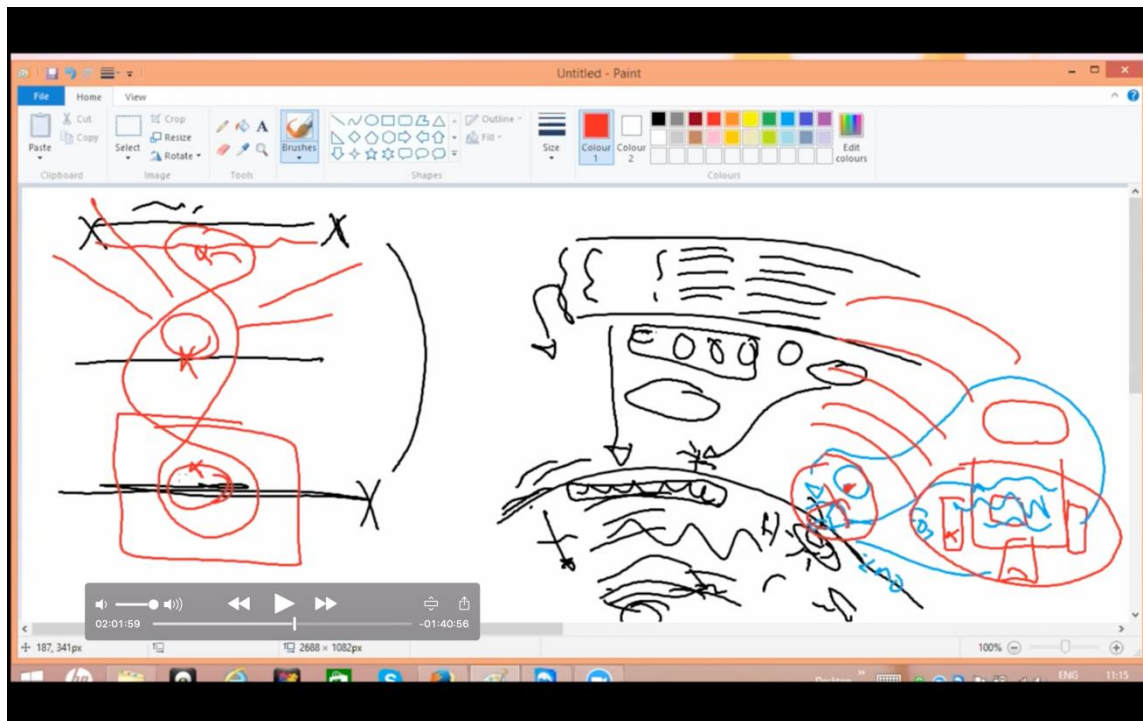 Untitled - Paint
File Home View
Paste
Cut
Copy
Select
Crop
Resize
Rotate
A
Brushes
Outline
Fill
Size
Colour 1
Colour 2
Edit colours
Clipboard
Image
Tools
Shapes
Colours
X X
X
02:01:59 -01:40:56
187, 341px
2688 × 1082px
100%
hp
Desktop
ENG 11:15